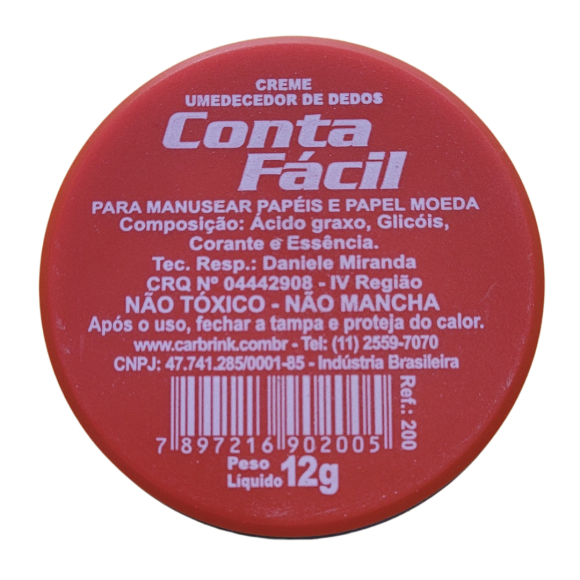 CREME
UMEDECEDOR DE DEDOS
Conta
Fácil
PARA MANUSEAR PAPÉIS E PAPEL MOEDA
Composição: Ácido graxo, Glicóis,
Corante e Essência.
Tec. Resp.: Daniele Miranda
CRQ Nº 04442908 - IV Região
NÃO TÓXICO - NÃO MANCHA
Após o uso, fechar a tampa e proteja do calor.
www.carbrink.combr - Tel: (11) 2559-7070
CNPJ: 47.741.285/0001-85 - Indústria Brasileira
Ref.: 200
7 897216 902005
Peso
Líquido 12g